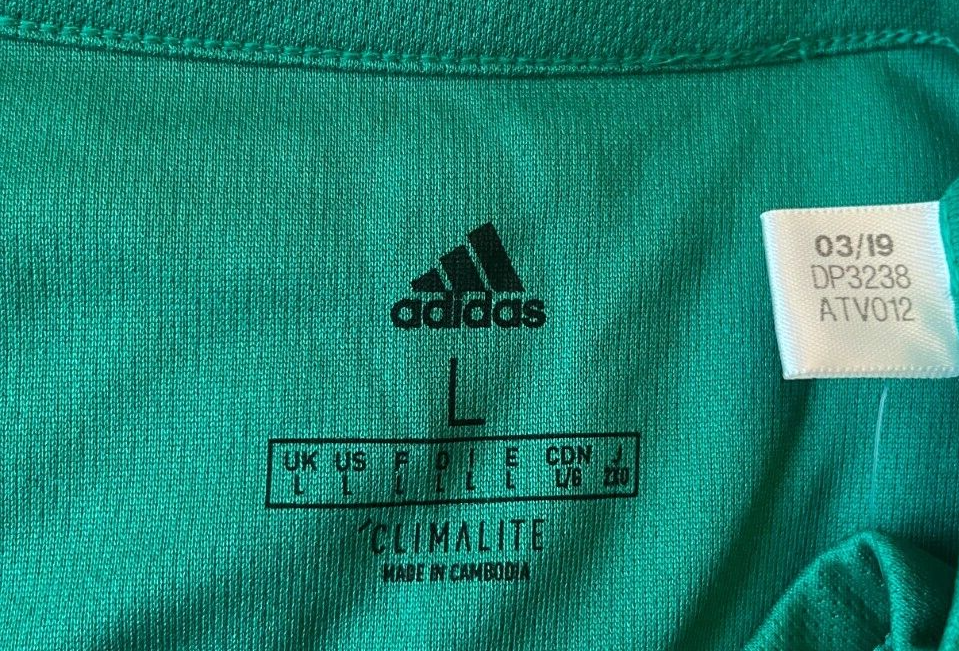 adidas
L
UK US F D I E CDN J
L L L L L L L/G 2XO
CLIMALITE
MADE IN CAMBODIA
03/19
DP3238
ATV012